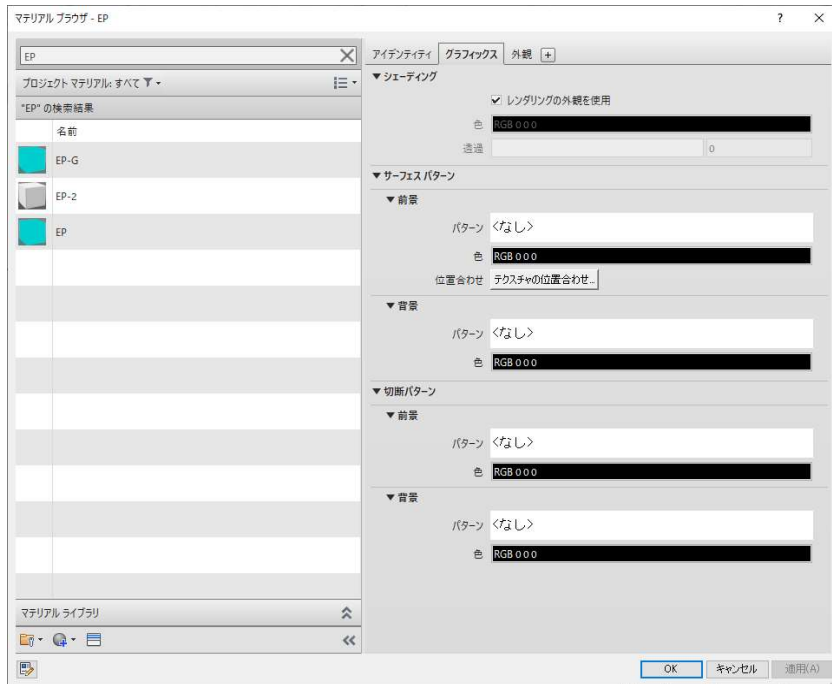 マテリアル ブラウザ - EP
? ×
EP
プロジェクト マテリアル: すべて
"EP" の検索結果
名前
EP-G
EP-2
EP
マテリアル ライブラリ
アイデンティティ グラフィックス 外観 +
▼シェーディング
レンダリングの外観を使用
色 RGB 0 0 0
透過 0
▼サーフェス パターン
▼前景
パターン <なし>
色 RGB 0 0 0
位置合わせ テクスチャの位置合わせ...
▼背景
パターン <なし>
色 RGB 0 0 0
▼切断パターン
▼前景
パターン <なし>
色 RGB 0 0 0
▼背景
パターン <なし>
色 RGB 0 0 0
OK キャンセル 適用(A)